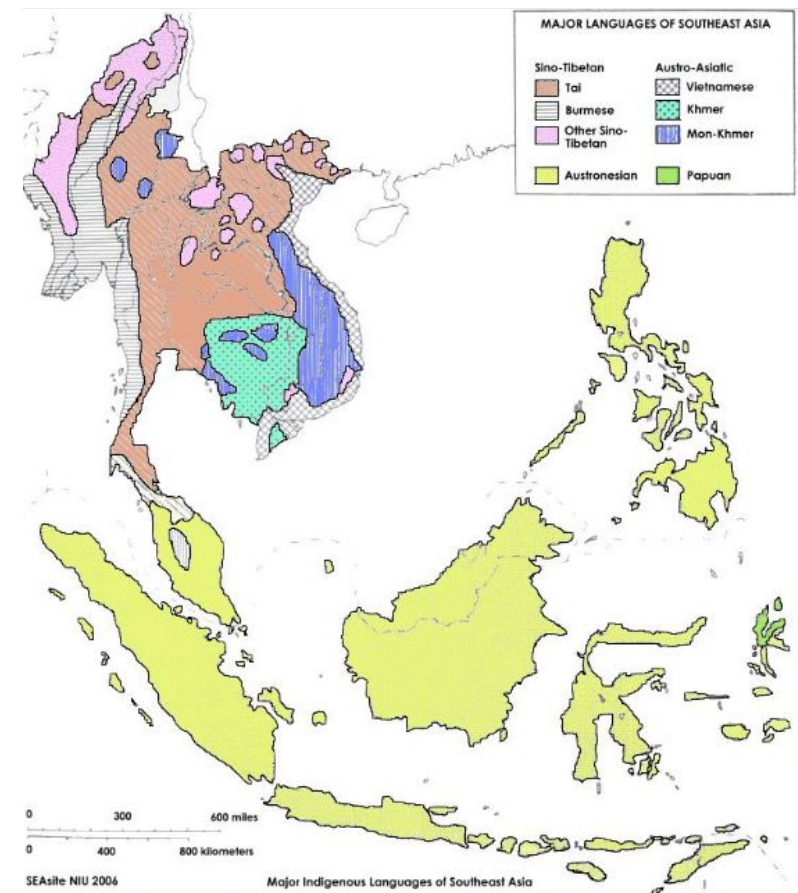 MAJOR LANGUAGES OF SOUTHEAST ASIA
Sino-Tibetan
Tai
Burmese
Other Sino-
Tibetan
Austronesian
Austro-Asiatic
Vietnamese
Khmer
Mon-Khmer
Papuan
0 300 600 miles
0 400 800 kilometers
SEAsite NIU 2006
Major Indigenous Languages of Southeast Asia